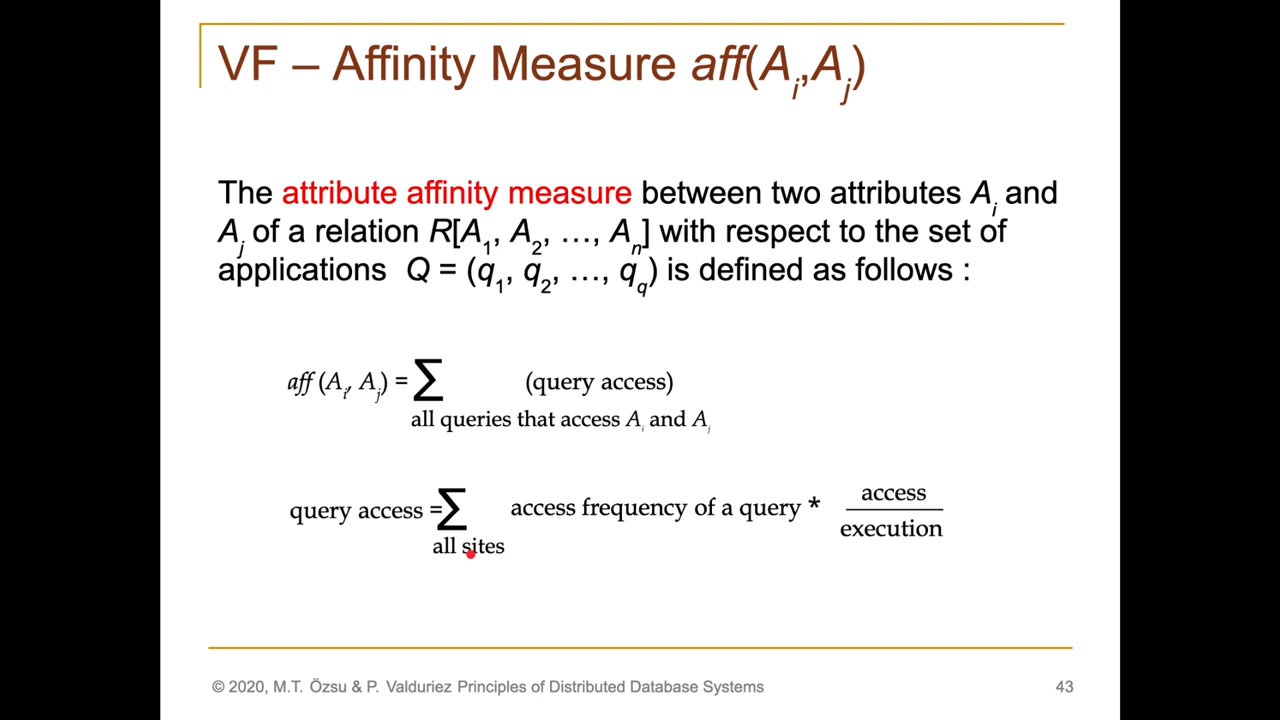 VF – Affinity Measure aff(Ai,Aj)
The attribute affinity measure between two attributes Ai and
Aj of a relation R[A1, A2, …, An] with respect to the set of
applications Q = (q1, q2, …, qq) is defined as follows :
aff (Ai, Aj) = ∑ (query access)
all queries that access Ai and Aj
query access =∑ access frequency of a query * access
execution
all sites
© 2020, M.T. Özsu & P. Valduriez Principles of Distributed Database Systems 43